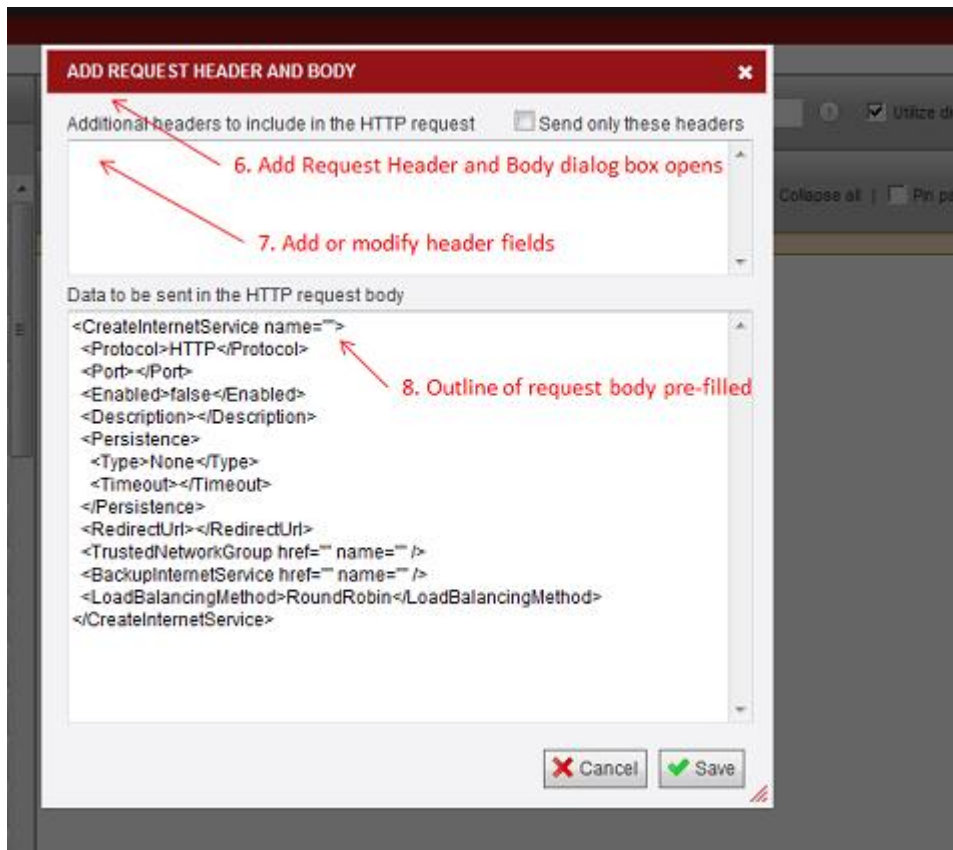 ADD REQUEST HEADER AND BODY
Additional headers to include in the HTTP request Send only these headers
Utilize
6. Add Request Header and Body dialog box opens
Collapse all | Pin
7. Add or modify header fields
Data to be sent in the HTTP request body
<CreateInternetService name="">
<Protocol>HTTP</Protocol>
<Port></Port>
8. Outline of request body pre-filled
<Enabled>false</Enabled>
<Description></Description>
<Persistence>
<Type>None</Type>
<Timeout></Timeout>
</Persistence>
<RedirectUrl></RedirectUrl>
<TrustedNetworkGroup href="" name="" />
<BackupInternetService href="" name="" />
<LoadBalancingMethod>RoundRobin</LoadBalancingMethod>
</CreateInternetService>
Cancel Save